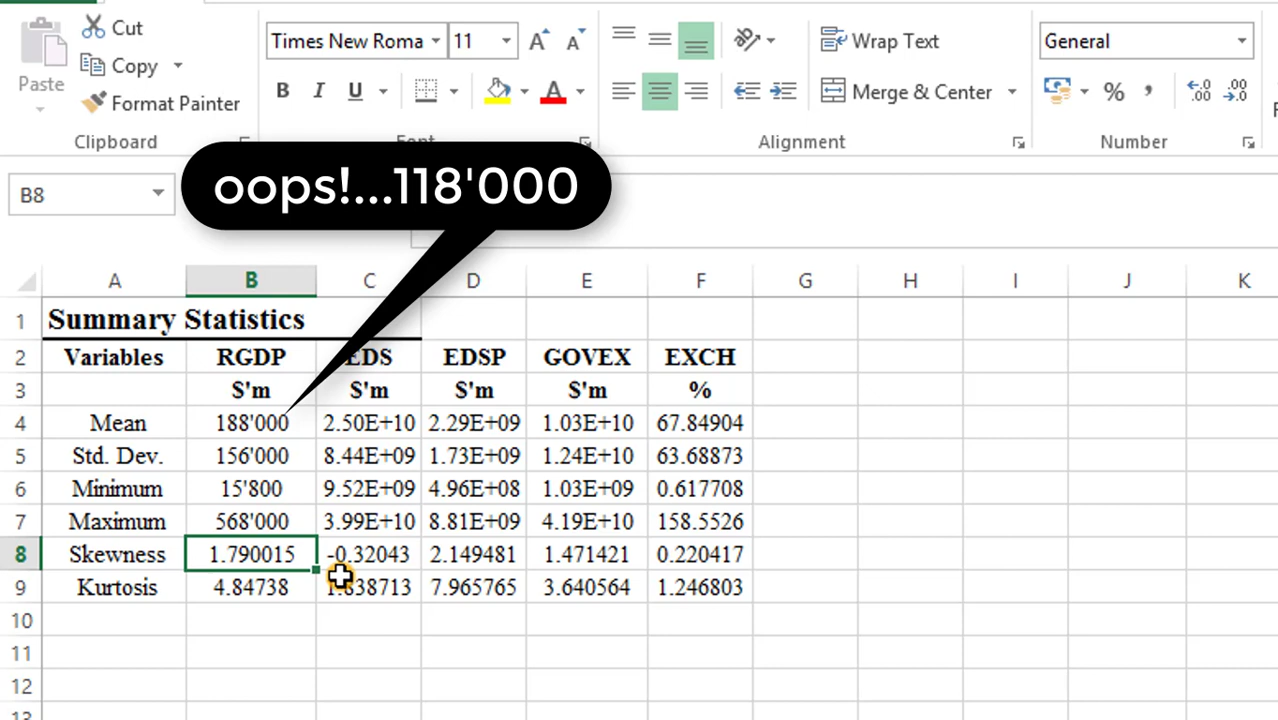 Cut
Times New Roma 11
Wrap Text
General
Copy
Paste
B I U A
%
Format Painter
Merge & Center
.00
.00
Clipboard
Alignment
Number
oops!...118'000
B8
A B C D E F G H I J K
1 Summary Statistics
2 Variables RGDP EDS EDSP GOVEX EXCH
3 S'm S'm S'm S'm %
4 Mean 188'000 2.50E+10 2.29E+09 1.03E+10 67.84904
5 Std. Dev. 156'000 8.44E+09 1.73E+09 1.24E+10 63.68873
6 Minimum 15'800 9.52E+09 4.96E+08 1.03E+09 0.617708
7 Maximum 568'000 3.99E+10 8.81E+09 4.19E+10 158.5526
8 Skewness 1.790015 -0.32043 2.149481 1.471421 0.220417
9 Kurtosis 4.84738 1.838713 7.965765 3.640564 1.246803
10
11
12
13